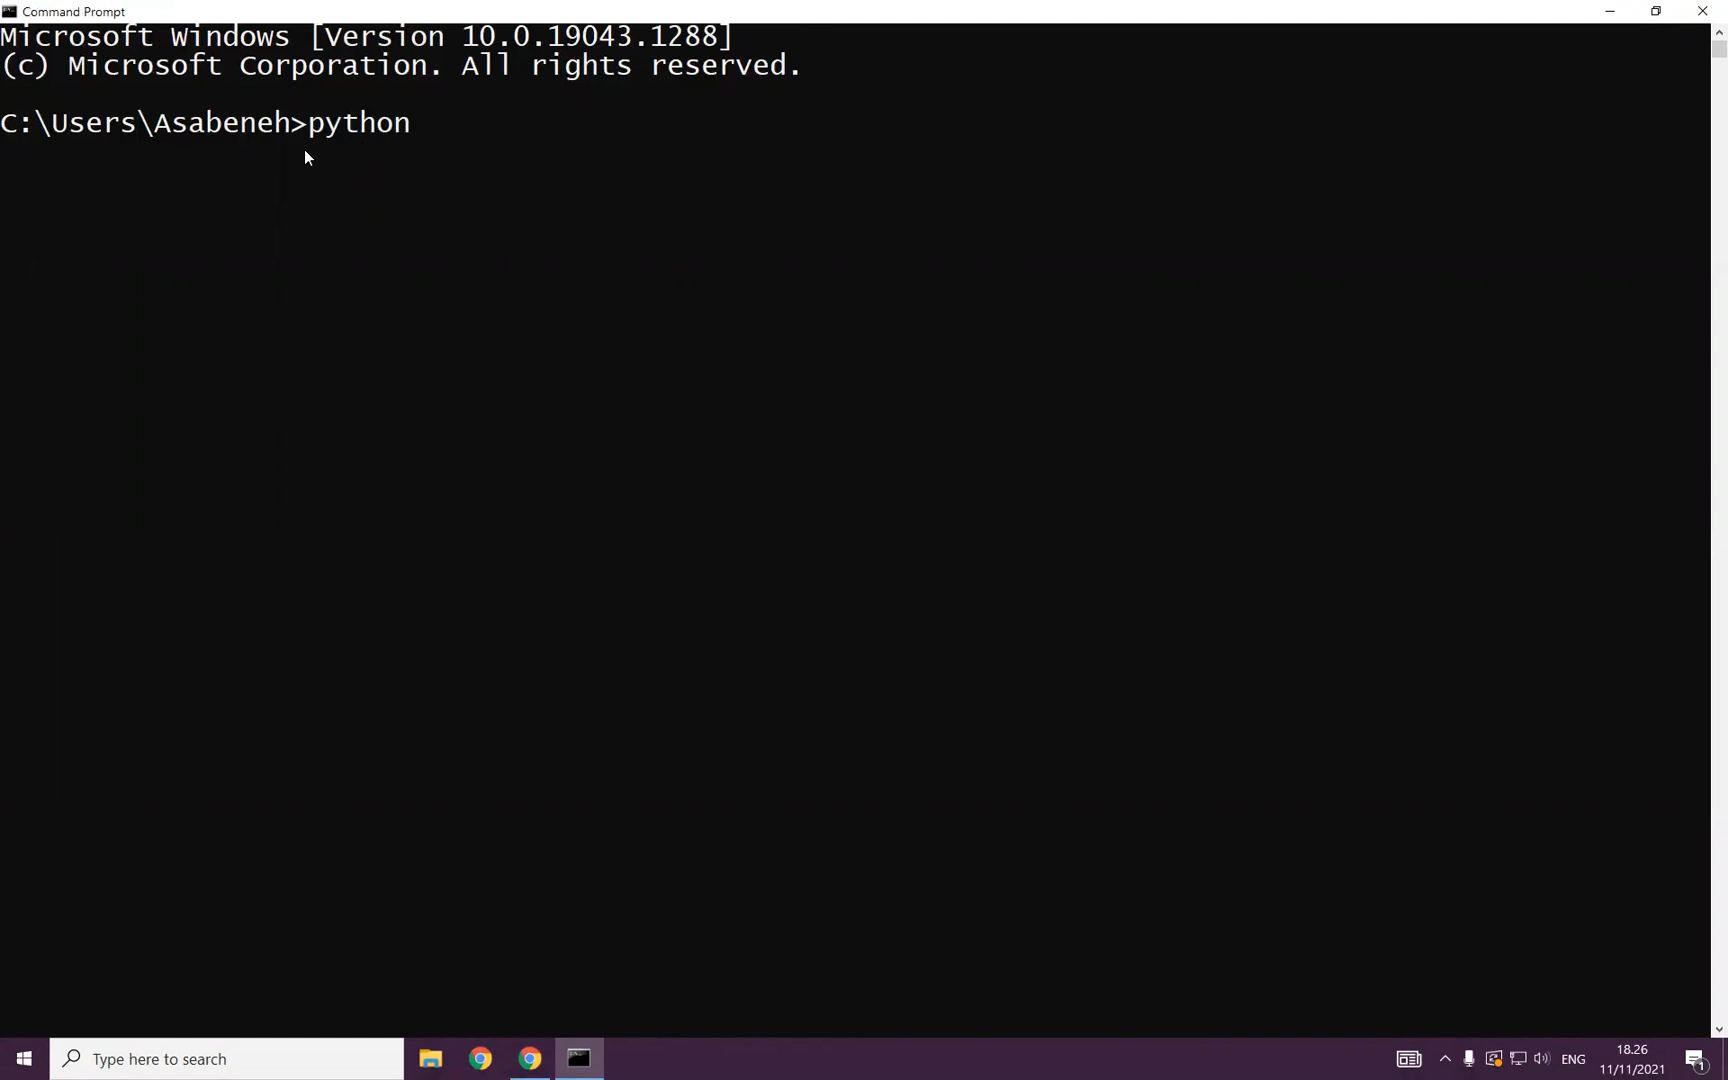 Command Prompt
Microsoft Windows [Version 10.0.19043.1288]
(c) Microsoft Corporation. All rights reserved.
C:\Users\Asabeneh>python
Type here to search
ENG
18.26
11/11/2021
1